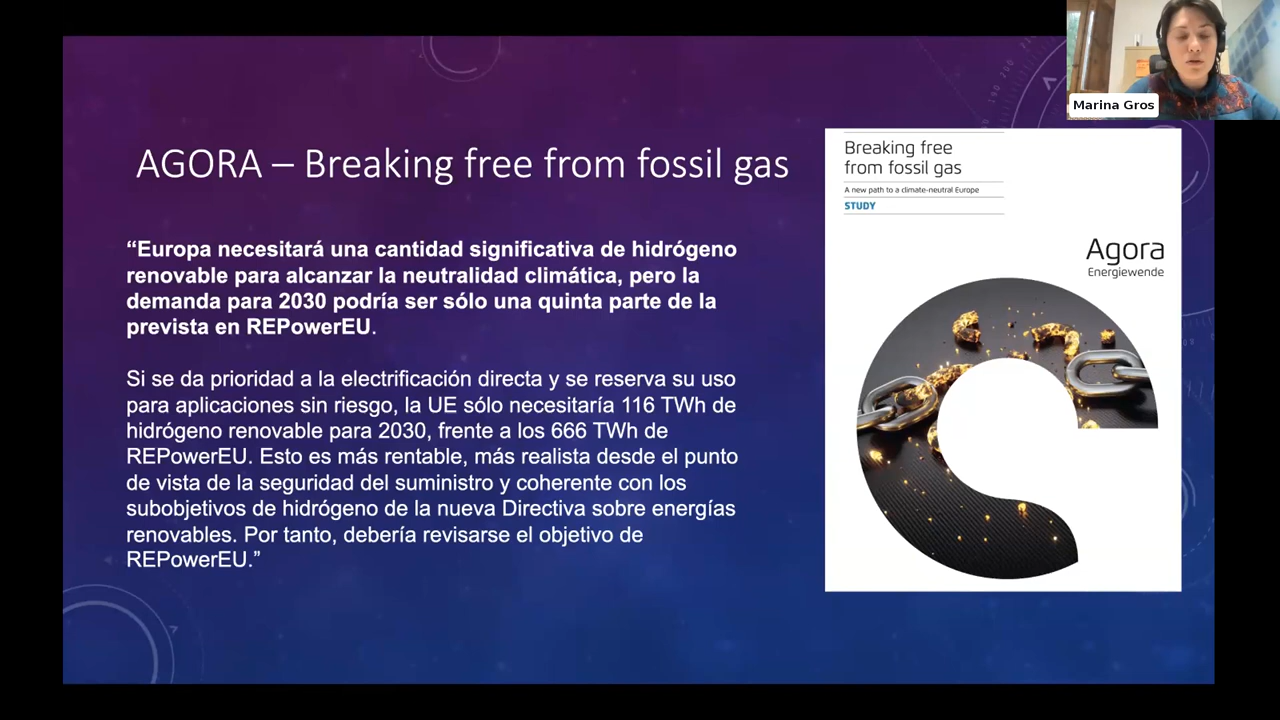 Marina Gros
AGORA – Breaking free from fossil gas
“Europa necesitará una cantidad significativa de hidrógeno
renovable para alcanzar la neutralidad climática, pero la
demanda para 2030 podría ser sólo una quinta parte de la
prevista en REPowerEU.
Si se da prioridad a la electrificación directa y se reserva su uso
para aplicaciones sin riesgo, la UE sólo necesitaría 116 TWh de
hidrógeno renovable para 2030, frente a los 666 TWh de
REPowerEU. Esto es más rentable, más realista desde el punto
de vista de la seguridad del suministro y coherente con los
subobjetivos de hidrógeno de la nueva Directiva sobre energías
renovables. Por tanto, debería revisarse el objetivo de
REPowerEU.”
Breaking free
from fossil gas
A new path to a climate-neutral Europe
STUDY
Agora
Energiewende